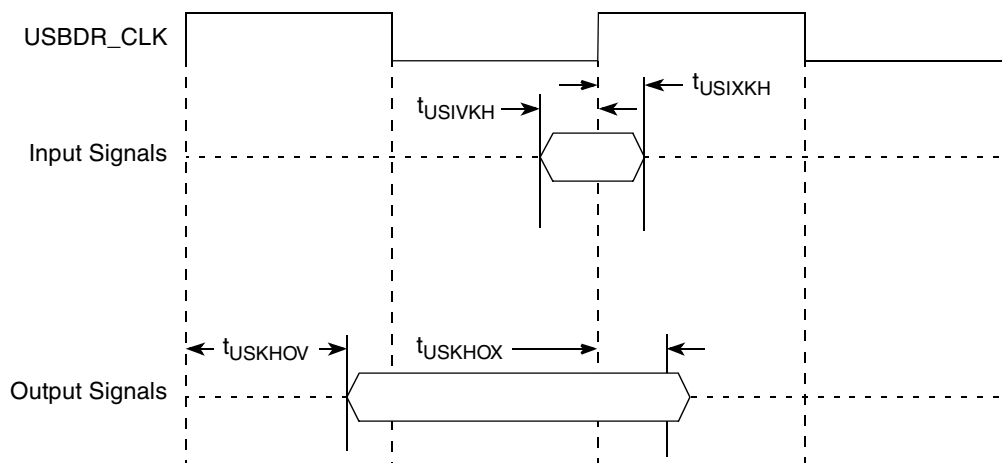 USBDR_CLK
tUSIXKH
tUSIVKH
Input Signals
tUSKHOV
tUSKHOX
Output Signals